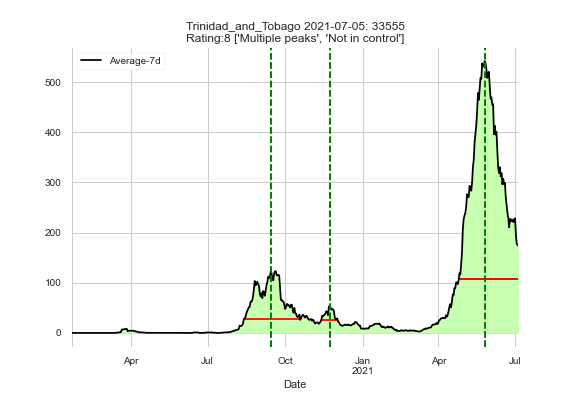 Trinidad_and_Tobago 2021-07-05: 33555
Rating:8 ['Multiple peaks', 'Not in control']
Average-7d
500
400
300
200
100
0
Apr
Jul
Oct
Jan
2021
Apr
Jul
Date